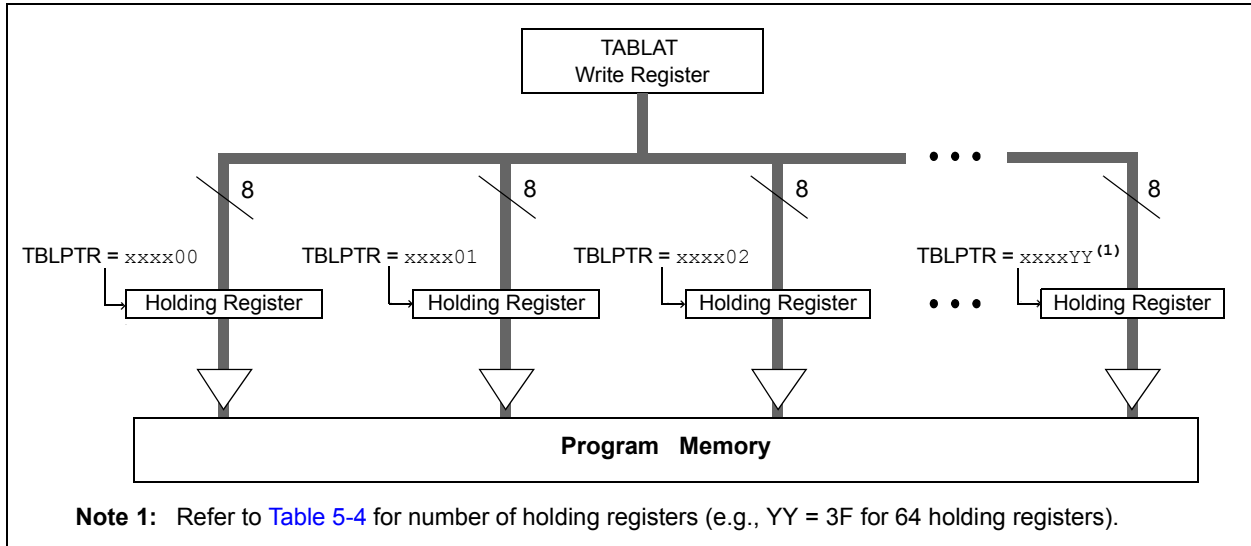 TABLAT
Write Register
• • •
8 8 8 8
TBLPTR = xxxx00 TBLPTR = xxxx01 TBLPTR = xxxx02 TBLPTR = xxxxYY(1)
Holding Register Holding Register Holding Register • • • Holding Register
Program Memory
Note 1: Refer to Table 5-4 for number of holding registers (e.g., YY = 3F for 64 holding registers).